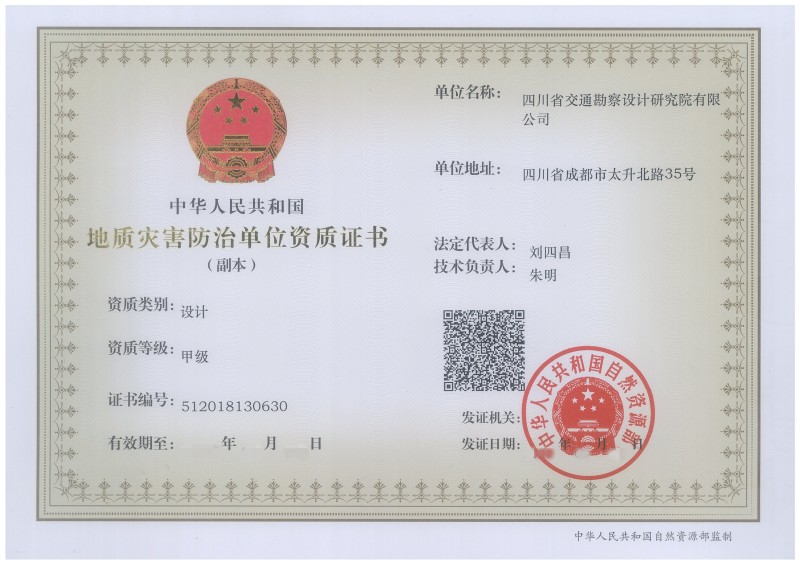 中华人民共和国
地质灾害防治单位资质证书
（副本）
资质类别：设计
资质等级：甲级
证书编号：512018130630
有效期至： 年 月 日
单位名称：四川省交通勘察设计研究院有限
公司
单位地址：四川省成都市太升北路35号
法定代表人：刘四昌
技术负责人：朱明
中华人民共和国自然资源部
发证机关：
发证日期： 年 月 日
中华人民共和国自然资源部监制